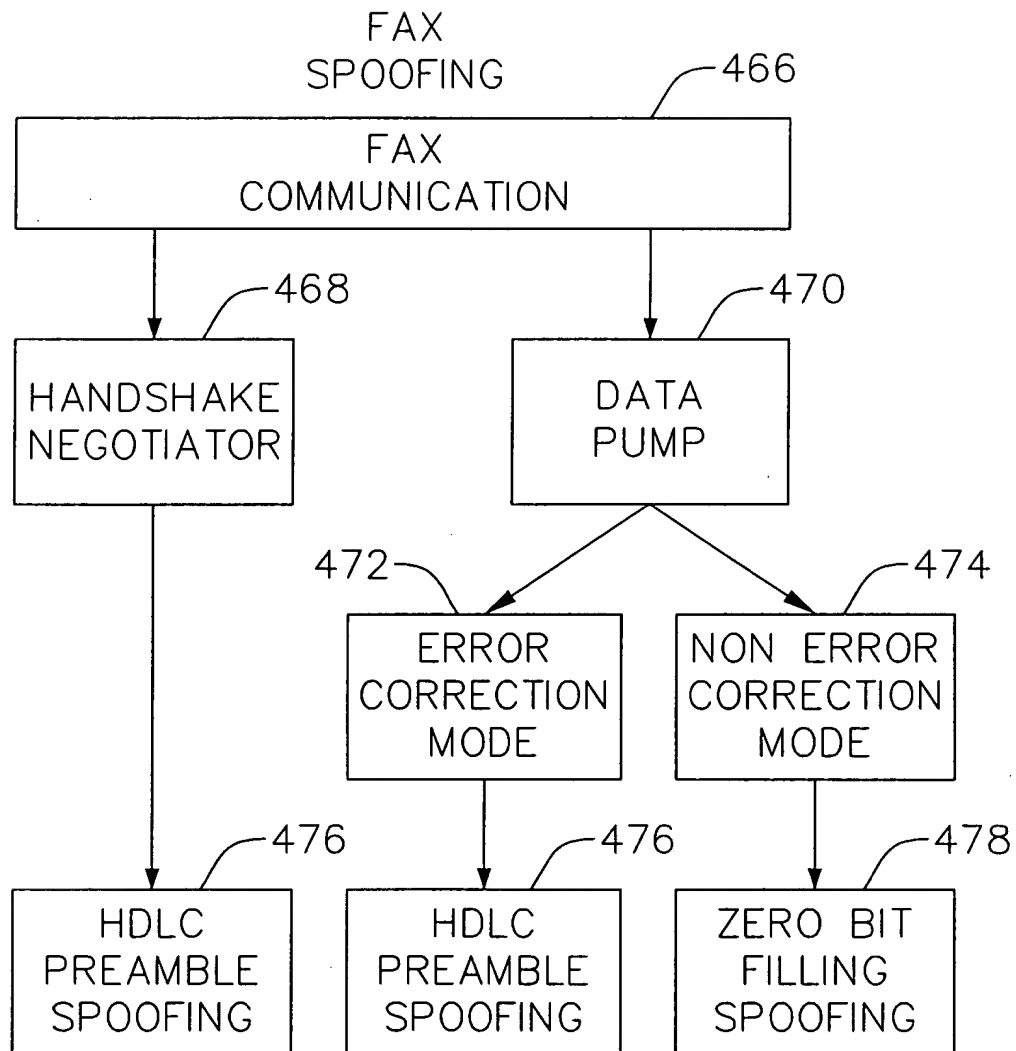 FAX
SPOOFING
466
FAX
COMMUNICATION
468
470
HANDSHAKE
NEGOTIATOR
DATA
PUMP
472
474
ERROR
CORRECTION
MODE
NON ERROR
CORRECTION
MODE
476
476
478
HDLC
PREAMBLE
SPOOFING
HDLC
PREAMBLE
SPOOFING
ZERO BIT
FILLING
SPOOFING